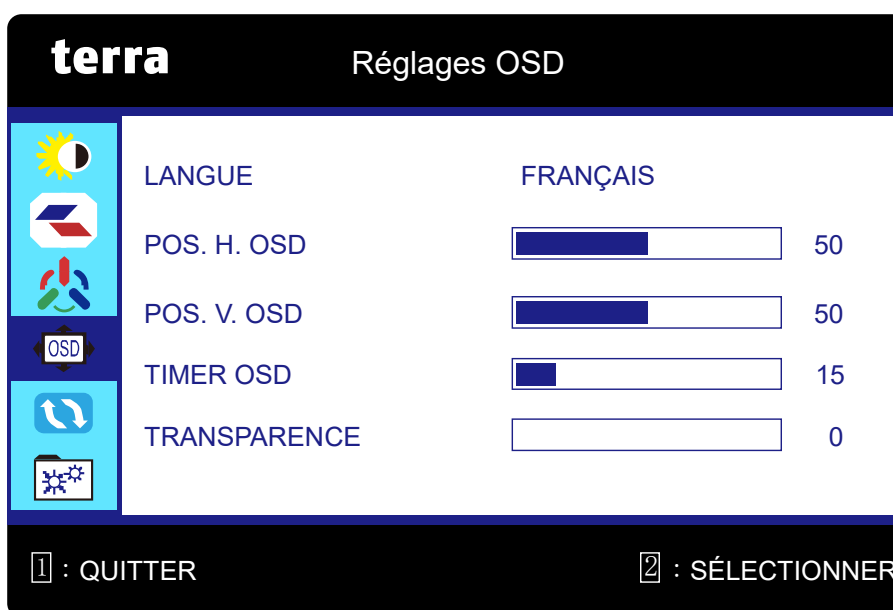 terra
Réglages OSD
LANGUE FRANÇAIS
POS. H. OSD 50
POS. V. OSD 50
OSD
TIMER OSD 15
TRANSPARENCE 0
1 : QUITTER 2 : SÉLECTIONNER